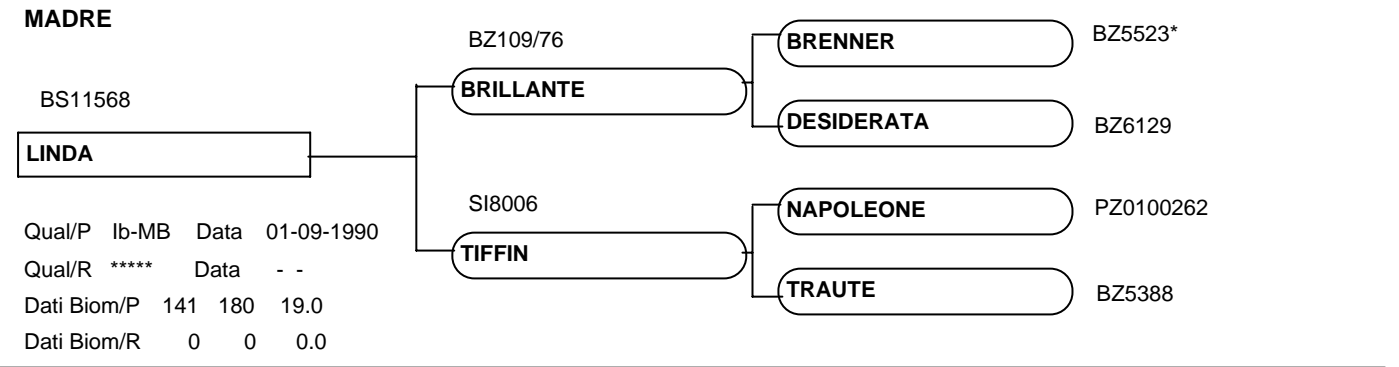 MADRE
BS11568
LINDA
Qual/P Ib-MB Data 01-09-1990
Qual/R ***** Data - -
Dati Biom/P 141 180 19.0
Dati Biom/R 0 0 0.0
BZ109/76
BRILLANTE
SI8006
TIFFIN
BRENNER BZ5523*
DESIDERATA BZ6129
NAPOLEONE PZ0100262
TRAUTE BZ5388